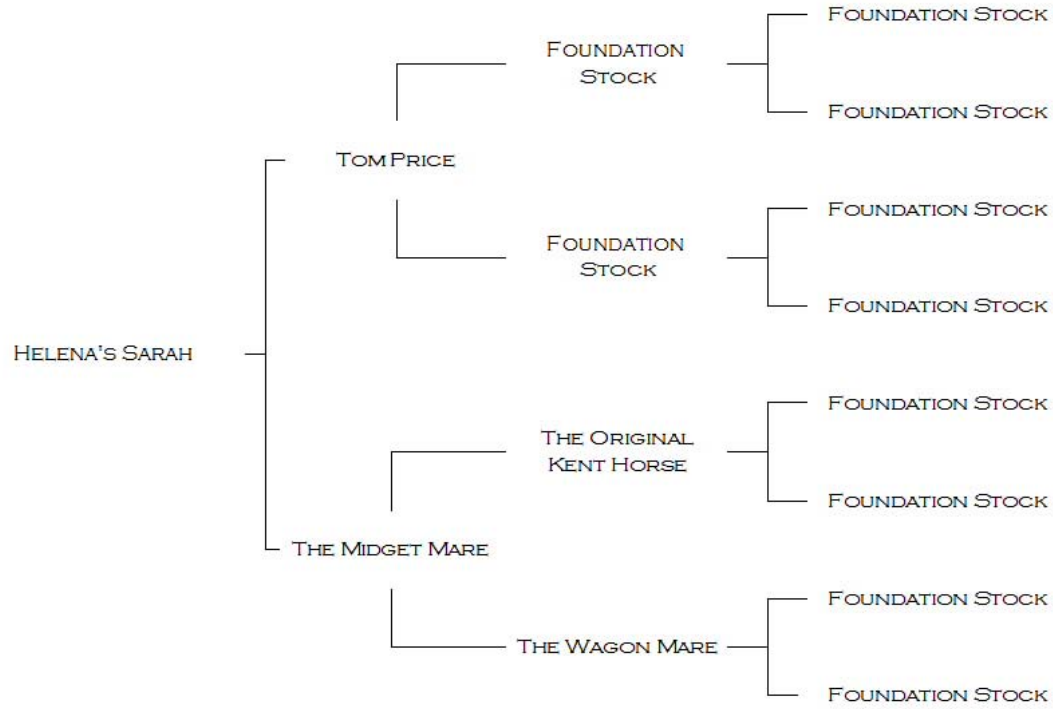 Foundation Stock
Foundation
Stock
Foundation Stock
Tom Price
Foundation Stock
Foundation
Stock
Foundation Stock
Helena's Sarah
Foundation Stock
The Original
Kent Horse
Foundation Stock
The Midget Mare
Foundation Stock
The Wagon Mare
Foundation Stock